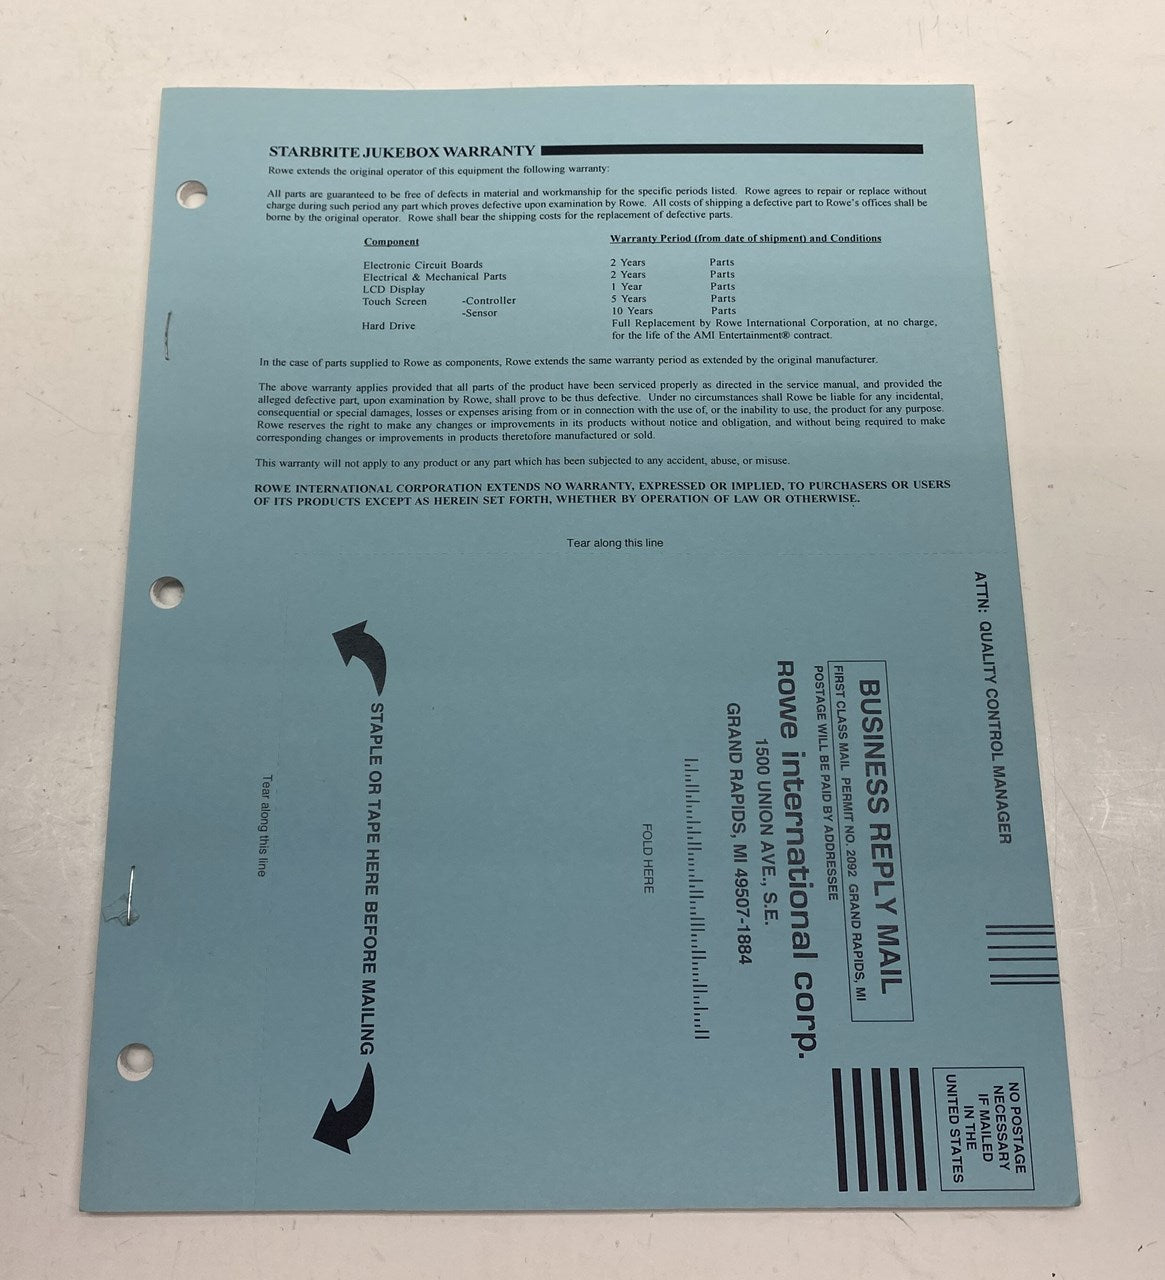 STARBRITE JUKEBOX WARRANTY
Rowe extends the original operator of this equipment the following warranty:
All parts are guaranteed to be free of defects in material and workmanship for the specific periods listed. Rowe agrees to repair or replace without
charge during such period any part which proves defective upon examination by Rowe. All costs of shipping a defective part to Rowe's offices shall be
borne by the original operator. Rowe shall bear the shipping costs for the replacement of defective parts.
Component Warranty Period (from date of shipment) and Conditions
Electronic Circuit Boards 2 Years Parts
Electrical & Mechanical Parts 2 Years Parts
LCD Display 1 Year Parts
Touch Screen -Controller 5 Years Parts
-Sensor 10 Years Parts
Hard Drive Full Replacement by Rowe International Corporation, at no charge,
for the life of the AMI Entertainment® contract.
In the case of parts supplied to Rowe as components, Rowe extends the same warranty period as extended by the original manufacturer.
The above warranty applies provided that all parts of the product have been serviced properly as directed in the service manual, and provided the
alleged defective part, upon examination by Rowe, shall prove to be thus defective. Under no circumstances shall Rowe be liable for any incidental,
consequential or special damages, losses or expenses arising from or in connection with the use of, or the inability to use, the product for any purpose.
Rowe reserves the right to make any changes or improvements in its products without notice and obligation, and without being required to make
corresponding changes or improvements in products theretofore manufactured or sold.
This warranty will not apply to any product or any part which has been subjected to any accident, abuse, or misuse.
ROWE INTERNATIONAL CORPORATION EXTENDS NO WARRANTY, EXPRESSED OR IMPLIED, TO PURCHASERS OR USERS
OF ITS PRODUCTS EXCEPT AS HEREIN SET FORTH, WHETHER BY OPERATION OF LAW OR OTHERWISE.
Tear along this line
ATTN: QUALITY CONTROL MANAGER
NO POSTAGE
NECESSARY
IF MAILED
IN THE
UNITED STATES
BUSINESS REPLY MAIL
FIRST CLASS MAIL PERMIT NO. 2092 GRAND RAPIDS, MI
POSTAGE WILL BE PAID BY ADDRESSEE
Rowe international corp.
1500 UNION AVE., S.E.
GRAND RAPIDS, MI 49507-1884
FOLD HERE
STAPLE OR TAPE HERE BEFORE MAILING
Tear along this line